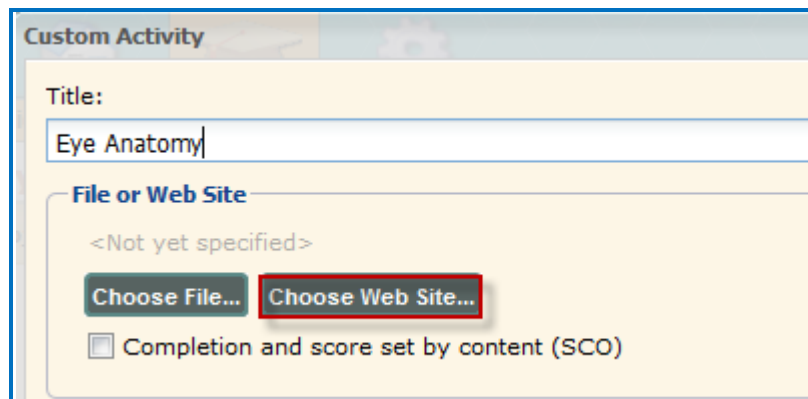 Custom Activity
Title:
Eye Anatomy
File or Web Site
<Not yet specified>
Choose File... Choose Web Site...
Completion and score set by content (SCO)